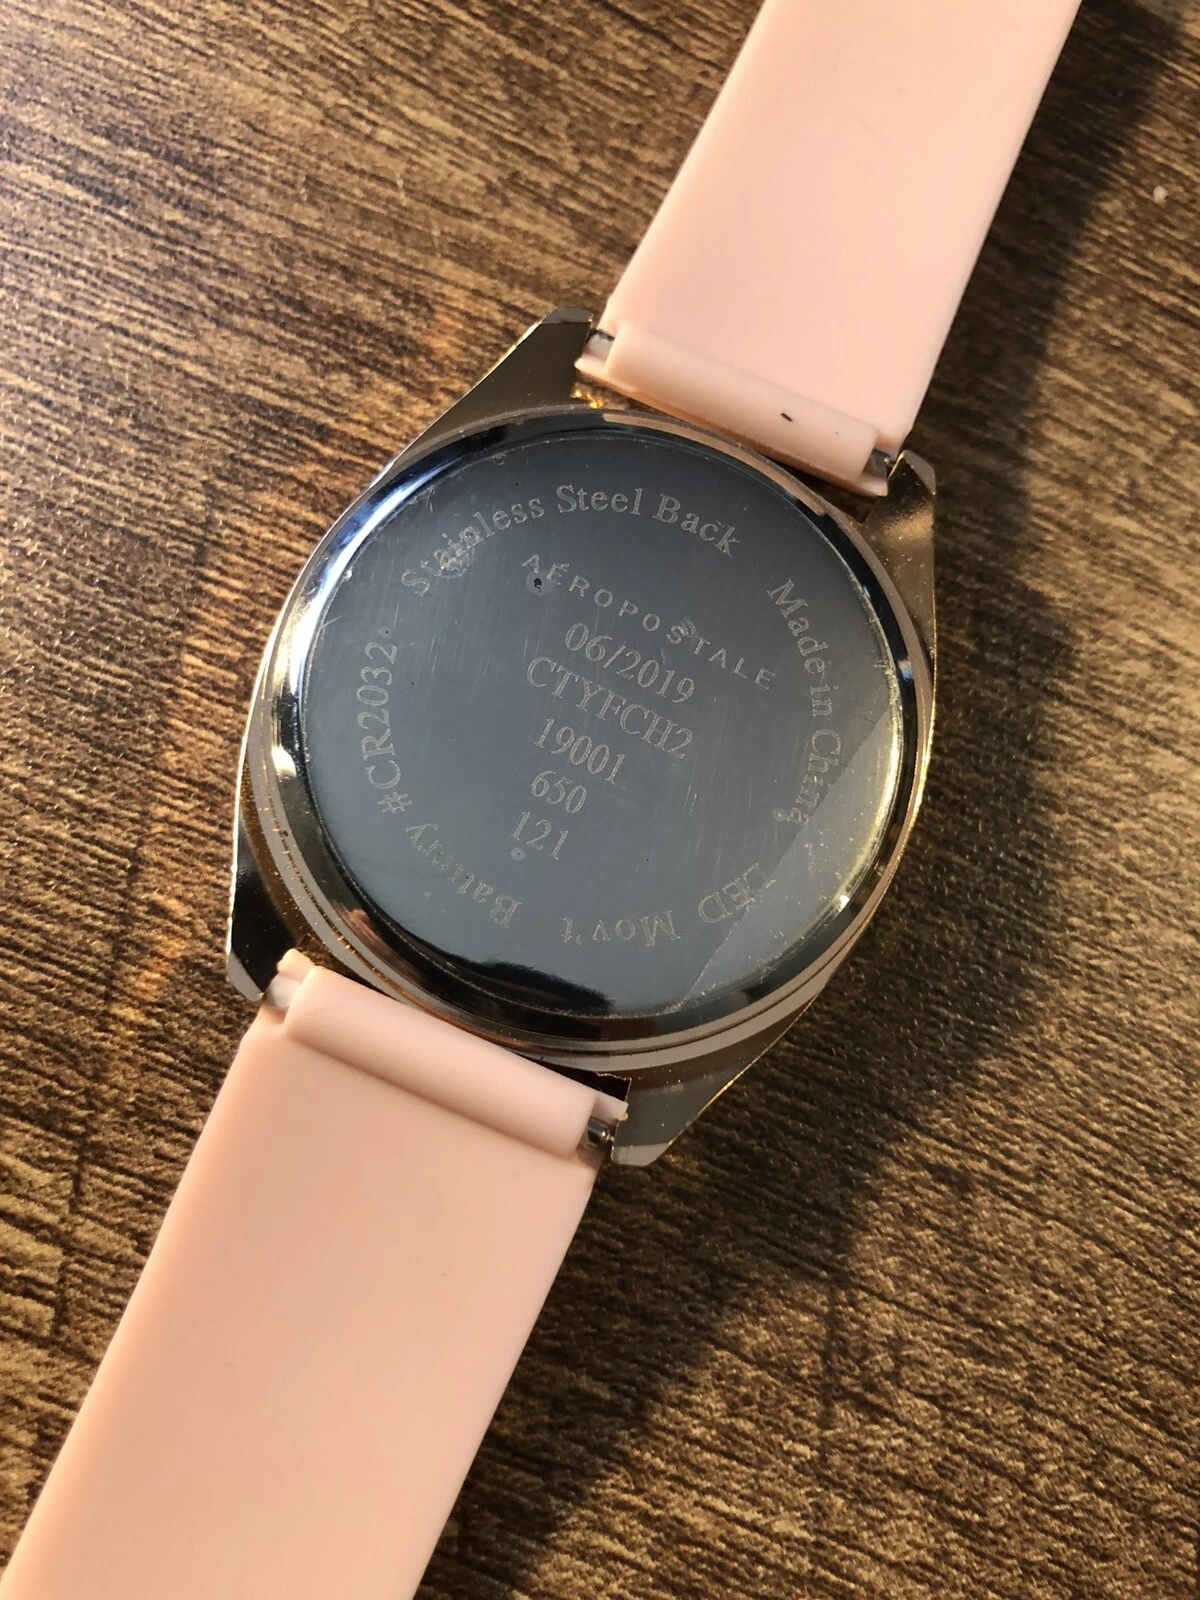 Stainless Steel Back
Made in China
LED Mov't
Battery #CR2032
AÉROPOSTALE
06/2019
CTYFCH2
19001
650
121